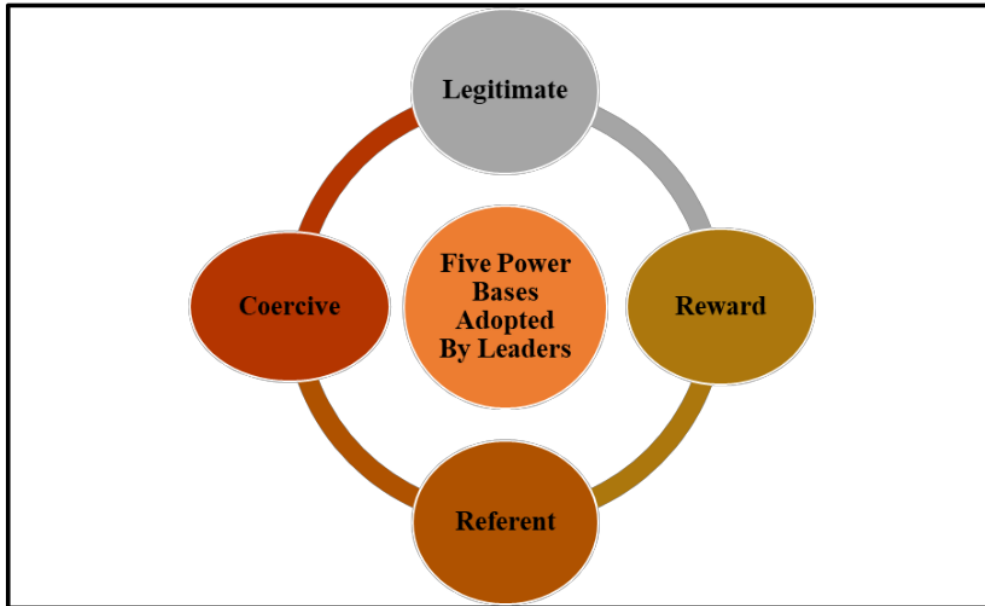 Legitimate
Five Power
Bases
Adopted
By Leaders
Coercive
Reward
Referent